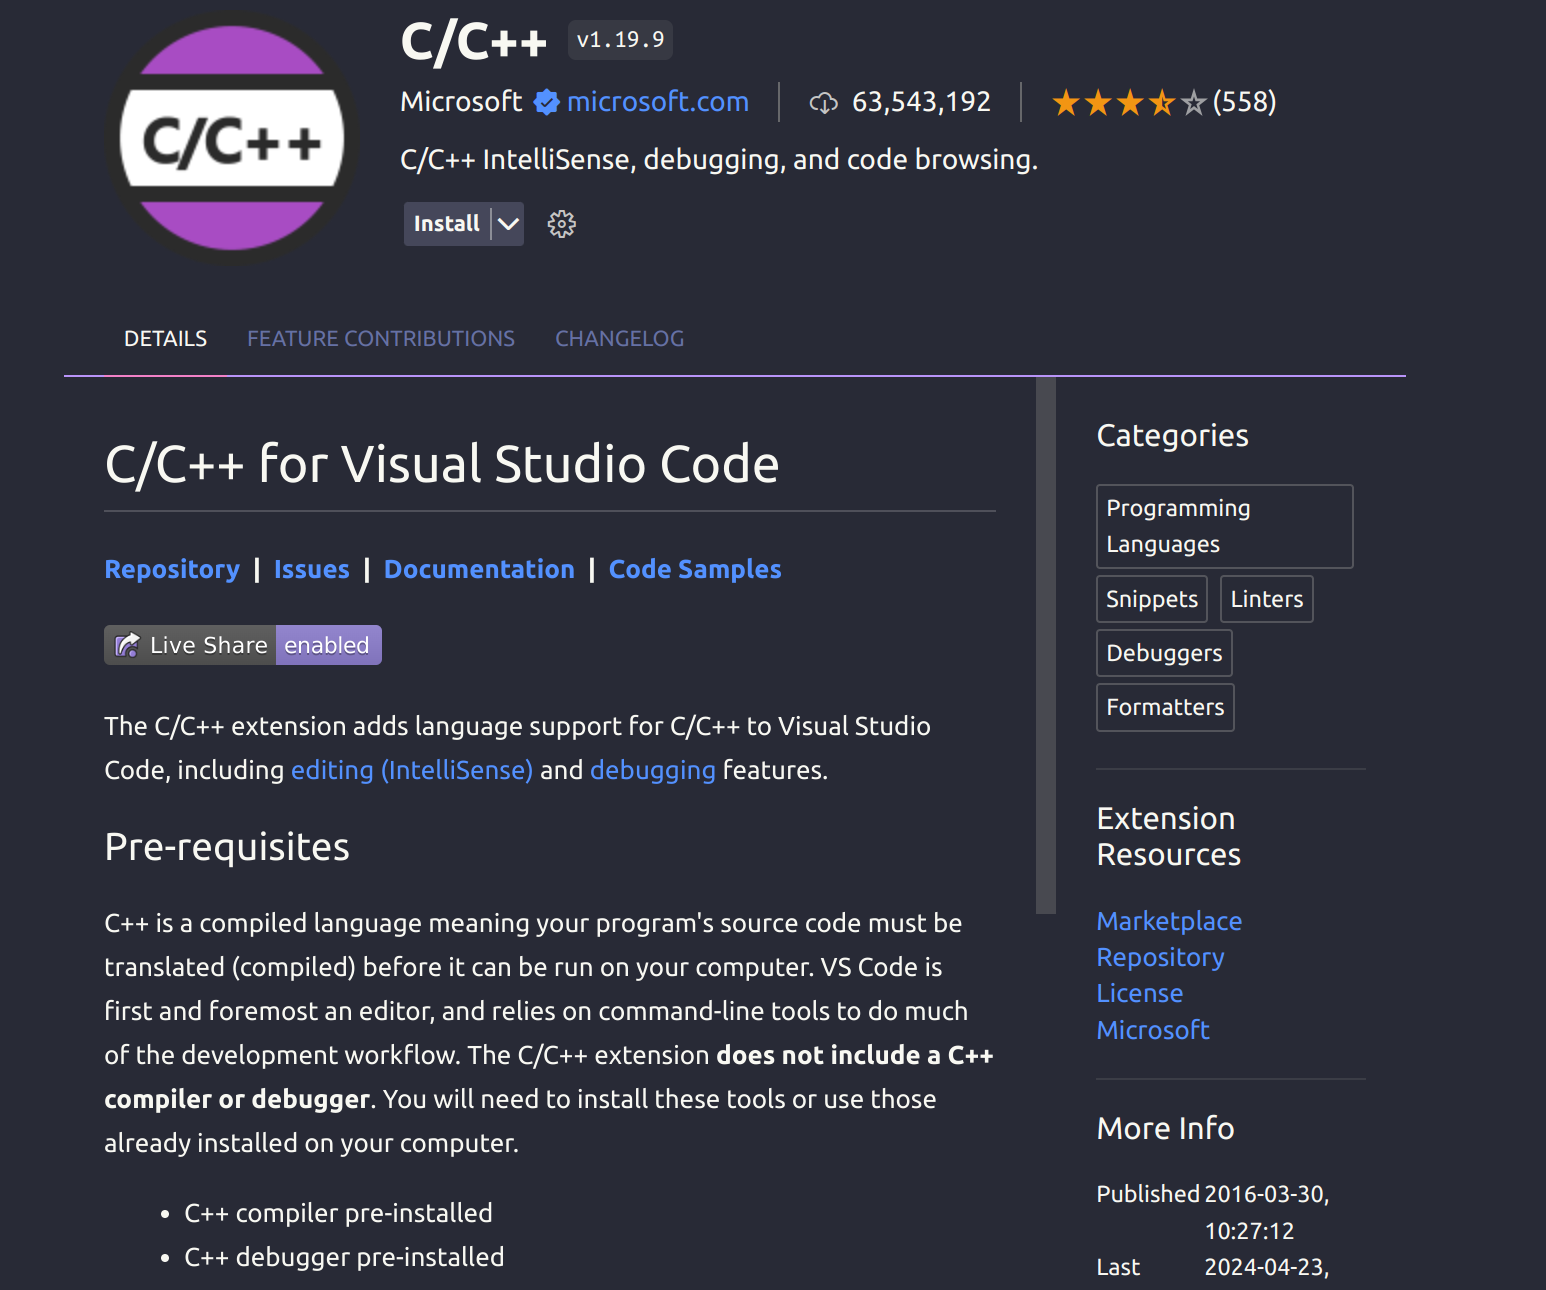 C/C++
C/C++ v1.19.9
Microsoft microsoft.com 63,543,192 (558)
C/C++ IntelliSense, debugging, and code browsing.
Install
DETAILS FEATURE CONTRIBUTIONS CHANGELOG
C/C++ for Visual Studio Code
Repository | Issues | Documentation | Code Samples
Live Share enabled
The C/C++ extension adds language support for C/C++ to Visual Studio
Code, including editing (IntelliSense) and debugging features.
Pre-requisites
C++ is a compiled language meaning your program's source code must be
translated (compiled) before it can be run on your computer. VS Code is
first and foremost an editor, and relies on command-line tools to do much
of the development workflow. The C/C++ extension does not include a C++
compiler or debugger. You will need to install these tools or use those
already installed on your computer.
• C++ compiler pre-installed
• C++ debugger pre-installed
Categories
Programming
Languages
Snippets Linters
Debuggers
Formatters
Extension
Resources
Marketplace
Repository
License
Microsoft
More Info
Published 2016-03-30,
10:27:12
Last 2024-04-23,